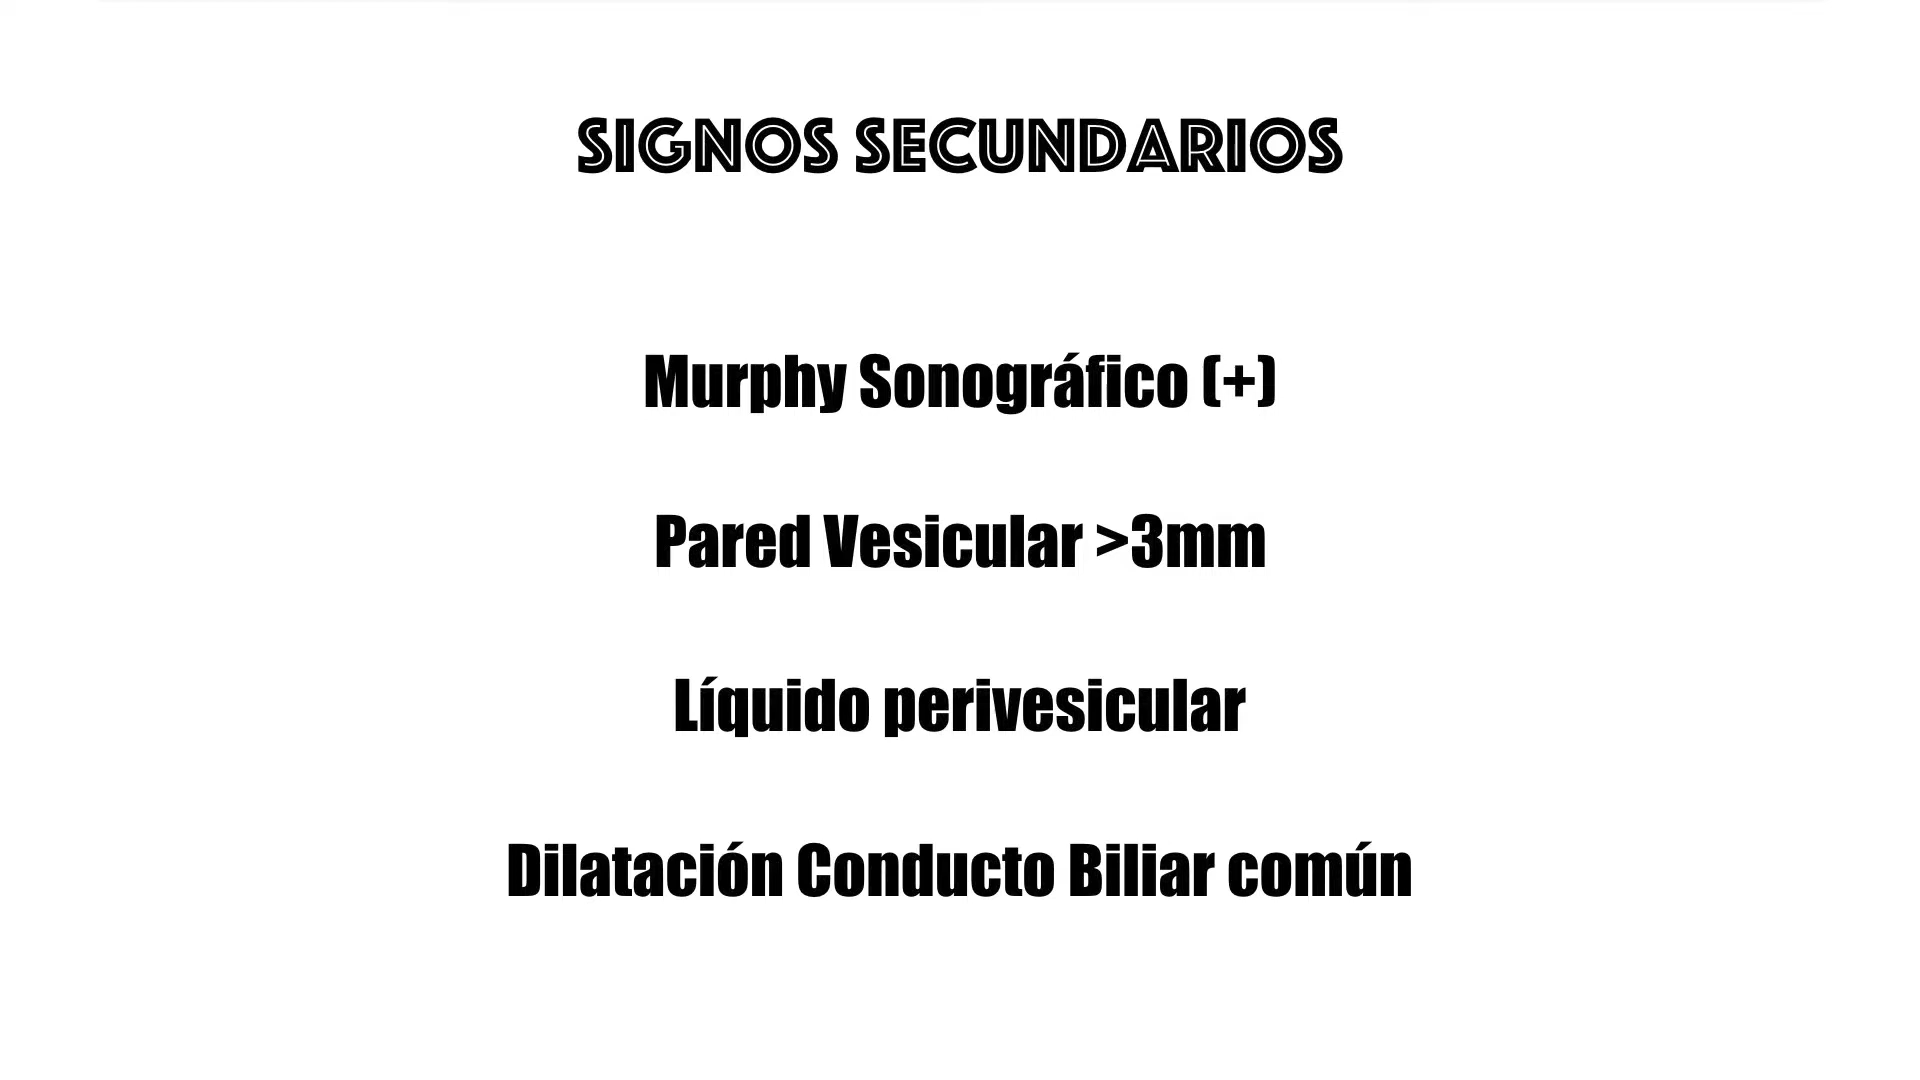 SIGNOS SECUNDARIOS
Murphy Sonográfico (+)
Pared Vesicular >3mm
Líquido perivesicular
Dilatación Conducto Biliar común